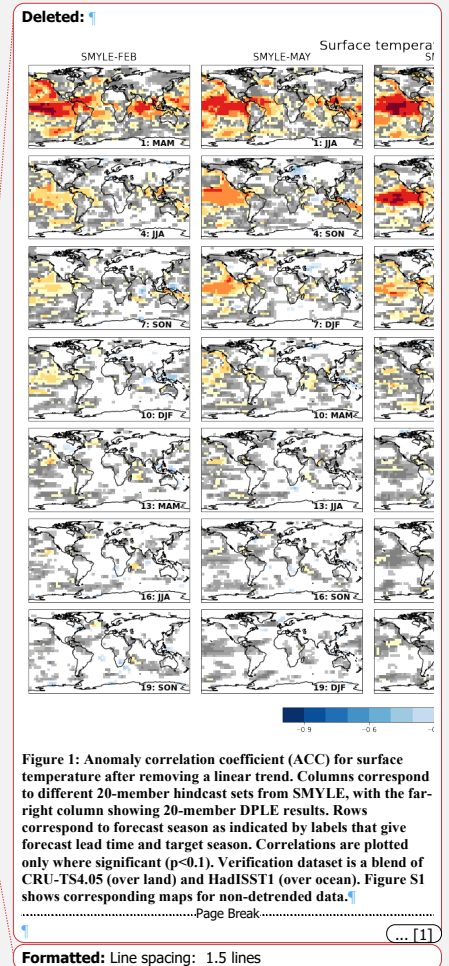 Deleted: ¶
Surface tempera
SMYLE-FEB
SMYLE-MAY
1: MAM
1: JJA
4: JJA
4: SON
7: SON
7: DJF
10: DJF
10: MAM
13: MAM
13: JJA
16: JJA
16: SON
19: SON
19: DJF
−0.9
−0.6
Figure 1: Anomaly correlation coefficient (ACC) for surface
temperature after removing a linear trend. Columns correspond
to different 20-member hindcast sets from SMYLE, with the far-
right column showing 20-member DPLE results. Rows
correspond to forecast season as indicated by labels that give
forecast lead time and target season. Correlations are plotted
only where significant (p<0.1). Verification dataset is a blend of
CRU-TS4.05 (over land) and HadISST1 (over ocean). Figure S1
shows corresponding maps for non-detrended data.¶
Page Break
¶
... [1]
Formatted: Line spacing: 1.5 lines